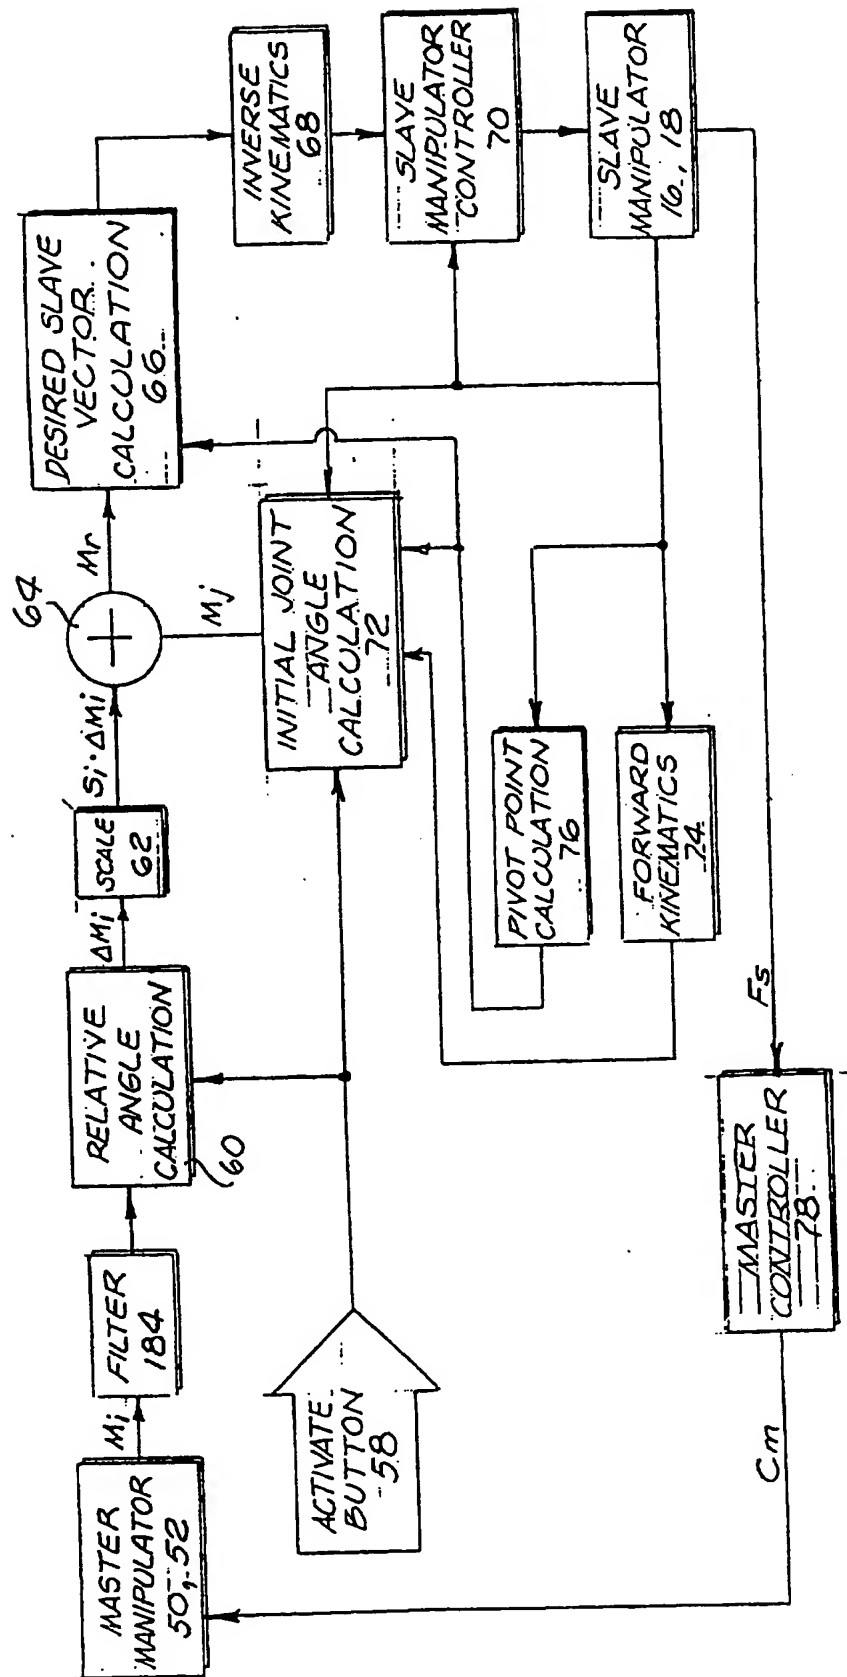 MASTER
MANIPULATOR
50, 52
Mi
FILTER
184
RELATIVE
ANGLE
CALCULATION
60
ΔMi
SCALE
62
Si·ΔMi
64
+
Mr
DESIRED SLAVE
VECTOR
CALCULATION
66
INVERSE
KINEMATICS
68
SLAVE
MANIPULATOR
CONTROLLER
70
SLAVE
MANIPULATOR
16, 18
ACTIVATE
BUTTON
58
Mj
INITIAL JOINT
ANGLE
CALCULATION
72
PIVOT POINT
CALCULATION
76
FORWARD
KINEMATICS
74
Fs
MASTER
CONTROLLER
78
Cm